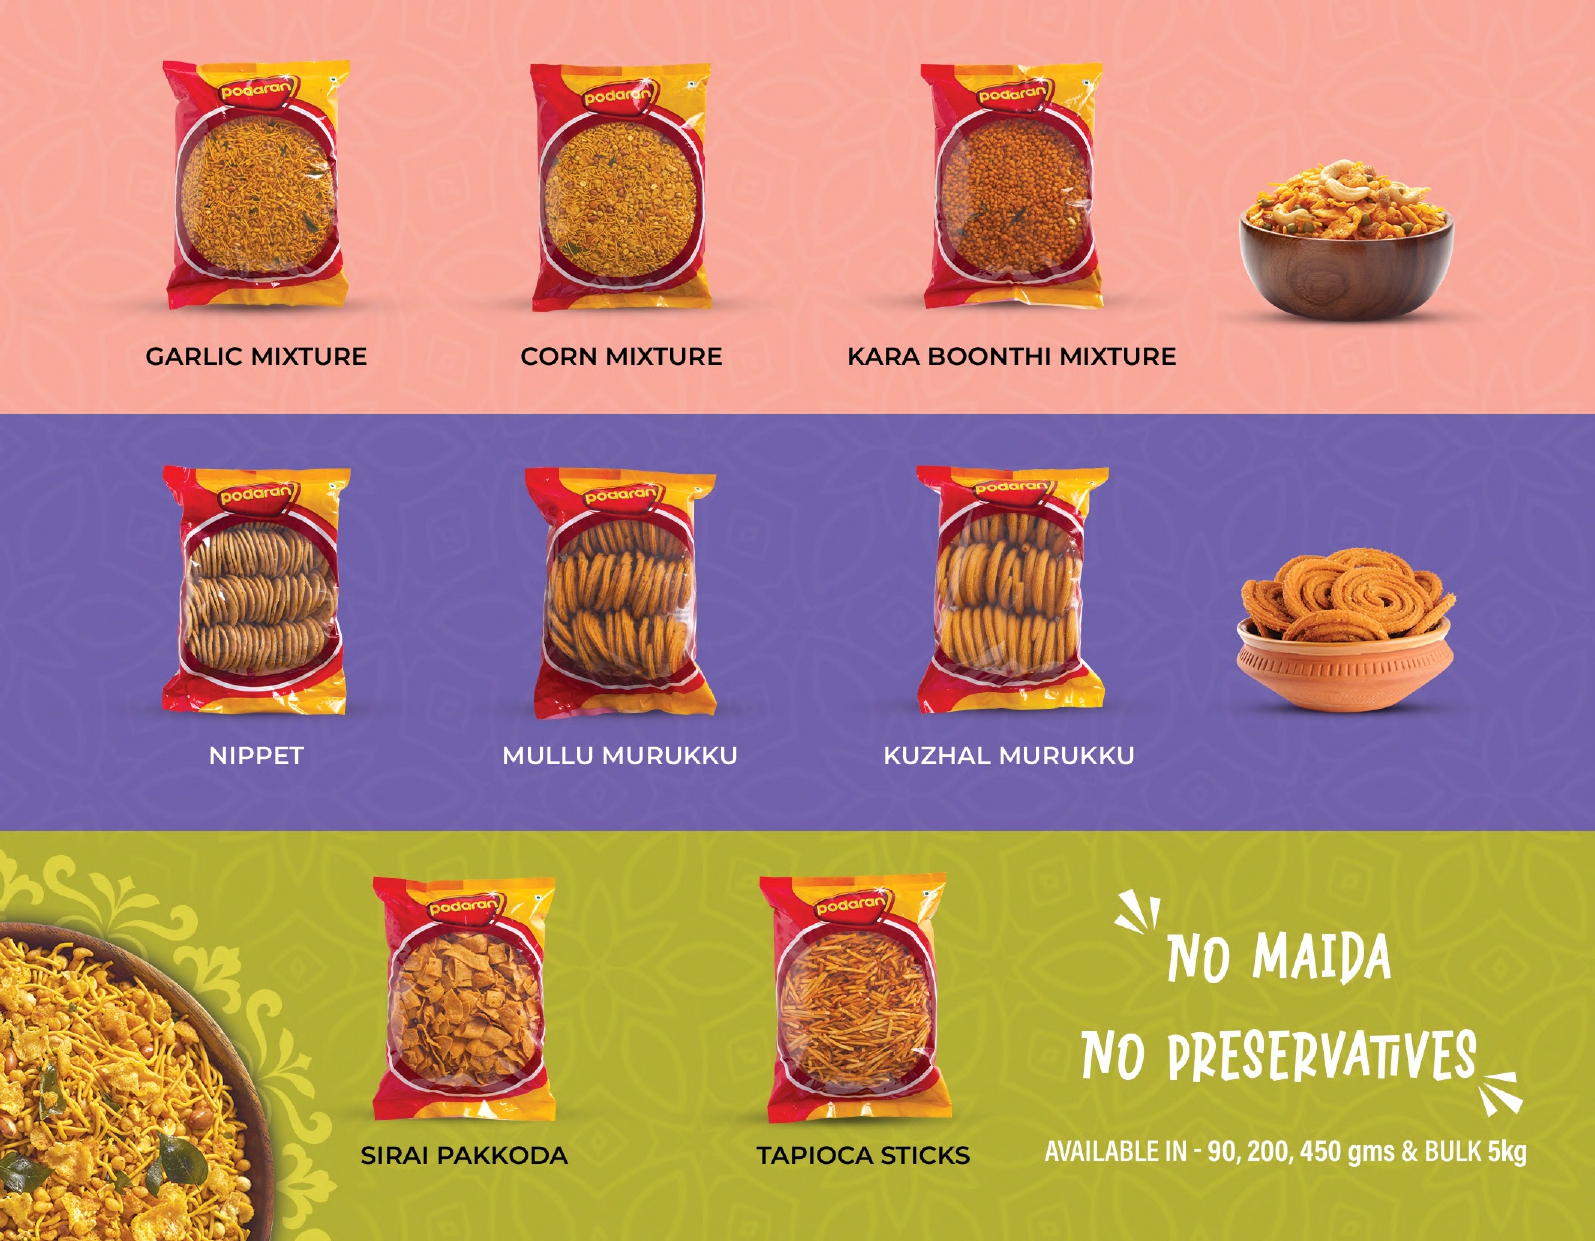 podaran
podaran
podaran
GARLIC MIXTURE
CORN MIXTURE
KARA BOONTHI MIXTURE
podaran
podaran
podaran
NIPPET
MULLU MURUKKU
KUZHAL MURUKKU
podaran
podaran
NO MAIDA
NO PRESERVATIVES
SIRAI PAKKODA
TAPIOCA STICKS
AVAILABLE IN - 90, 200, 450 gms & BULK 5kg